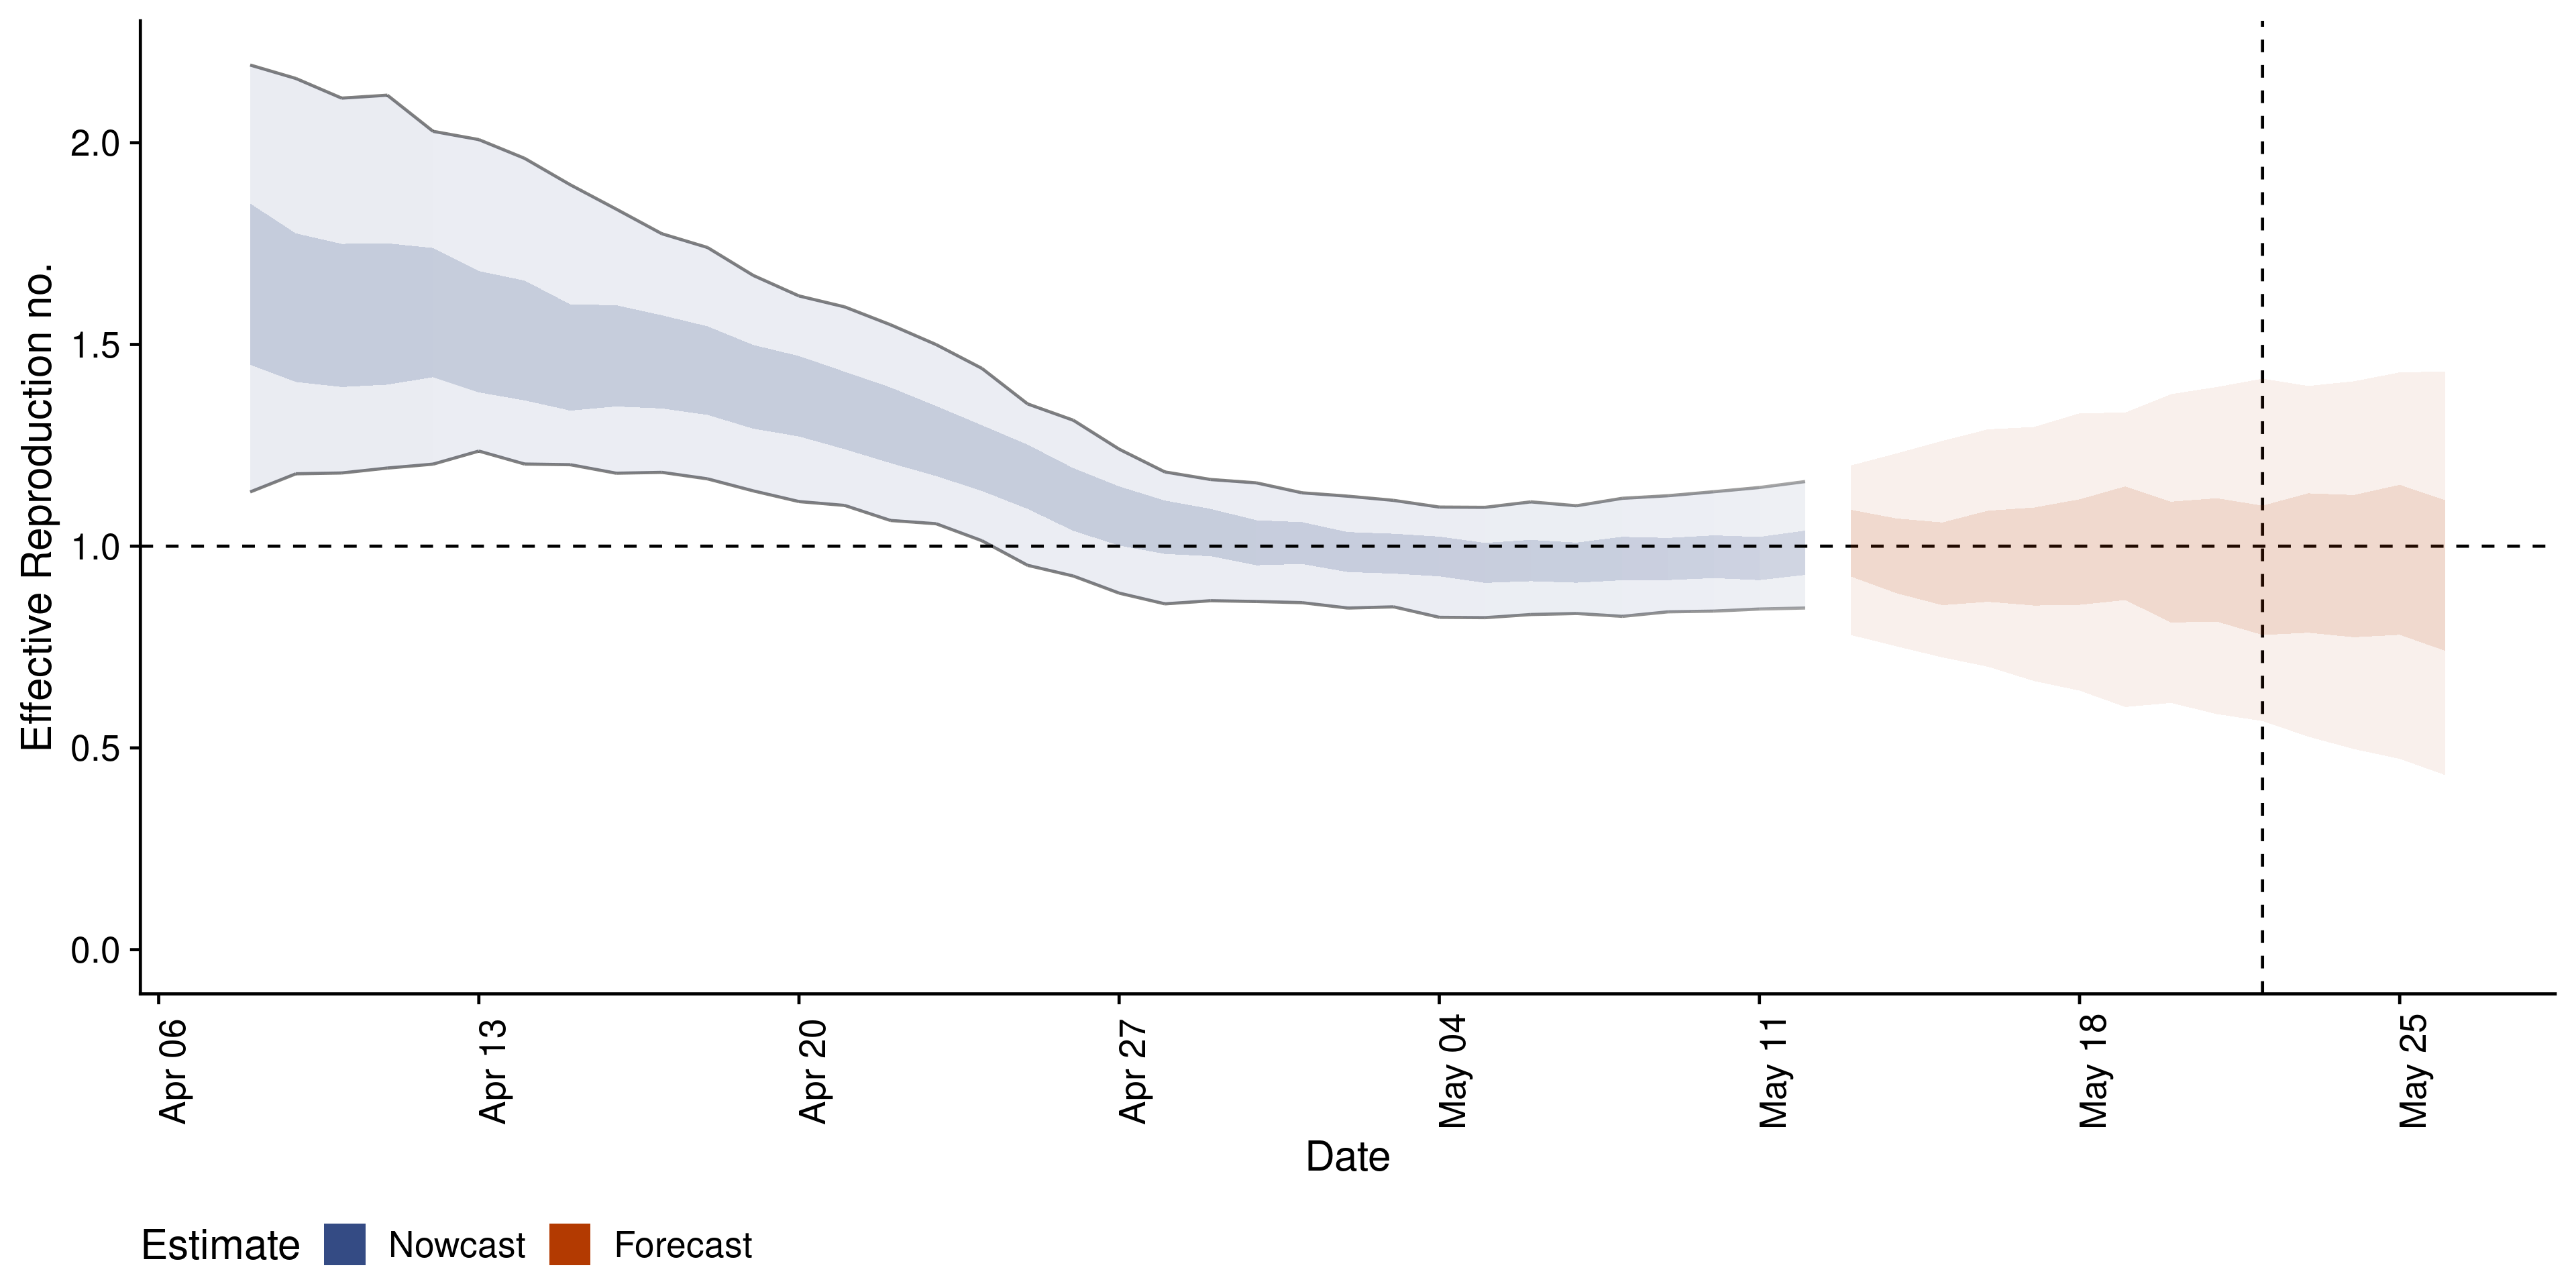 Effective Reproduction no.
2.0
1.5
1.0
0.5
0.0
Apr 06
Apr 13
Apr 20
Apr 27
May 04
May 11
May 18
May 25
Date
Estimate Nowcast Forecast